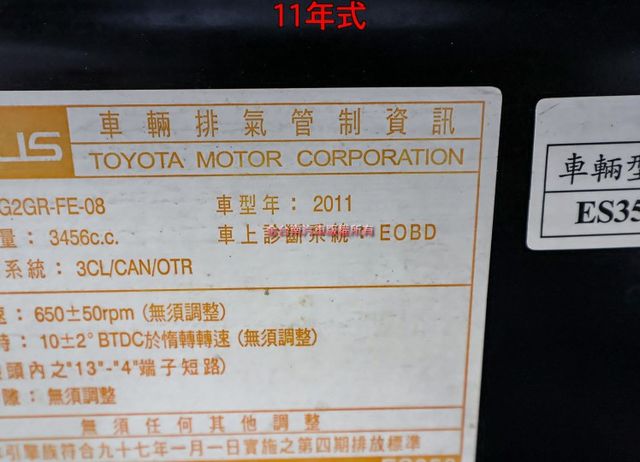 11年式
US 車輛排氣管制資訊
TOYOTA MOTOR CORPORATION
G2GR-FE-08 車型年：2011
量：3456c.c. 車上診斷系統：EOBD
系統：3CL/CAN/OTR
速：650±50rpm (無須調整)
時：10±2° BTDC於惰轉轉速 (無須調整)
頭內之"13"-"4"端子短路)
隙：無須調整
無須任何其他調整
引擎族符合九十七年一月一日實施之第四期排放標準
車輛型
ES35